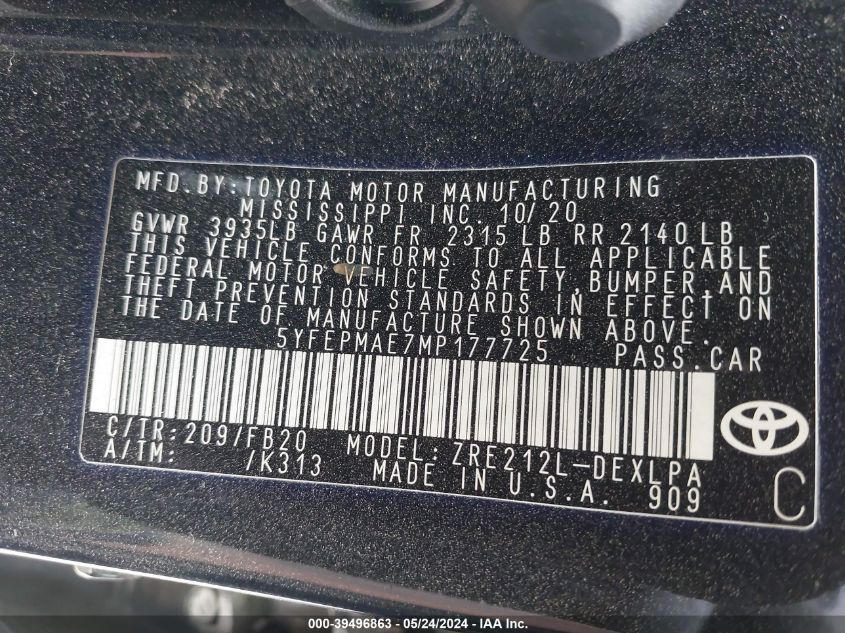 MFD.BY:TOYOTA MOTOR MANUFACTURING
MISSISSIPPI INC. 10/20
GVWR 3935LB GAWR FR 2315 LB RR 2140 LB
THIS VEHICLE CONFORMS TO ALL APPLICABLE
FEDERAL MOTOR VEHICLE SAFETY,BUMPER,AND
THEFT PREVENTION STANDARDS IN EFFECT ON
THE DATE OF MANUFACTURE SHOWN ABOVE.
5YFEPMAE7MP177725 PASS.CAR
C/TR:209/FB20 MODEL:ZRE212L-DEXLPA
A/TM: /K313 MADE IN U.S.A. 909
C
000-39496863 / 05/24/2024 / COPYRIGHT © IAA, INC.